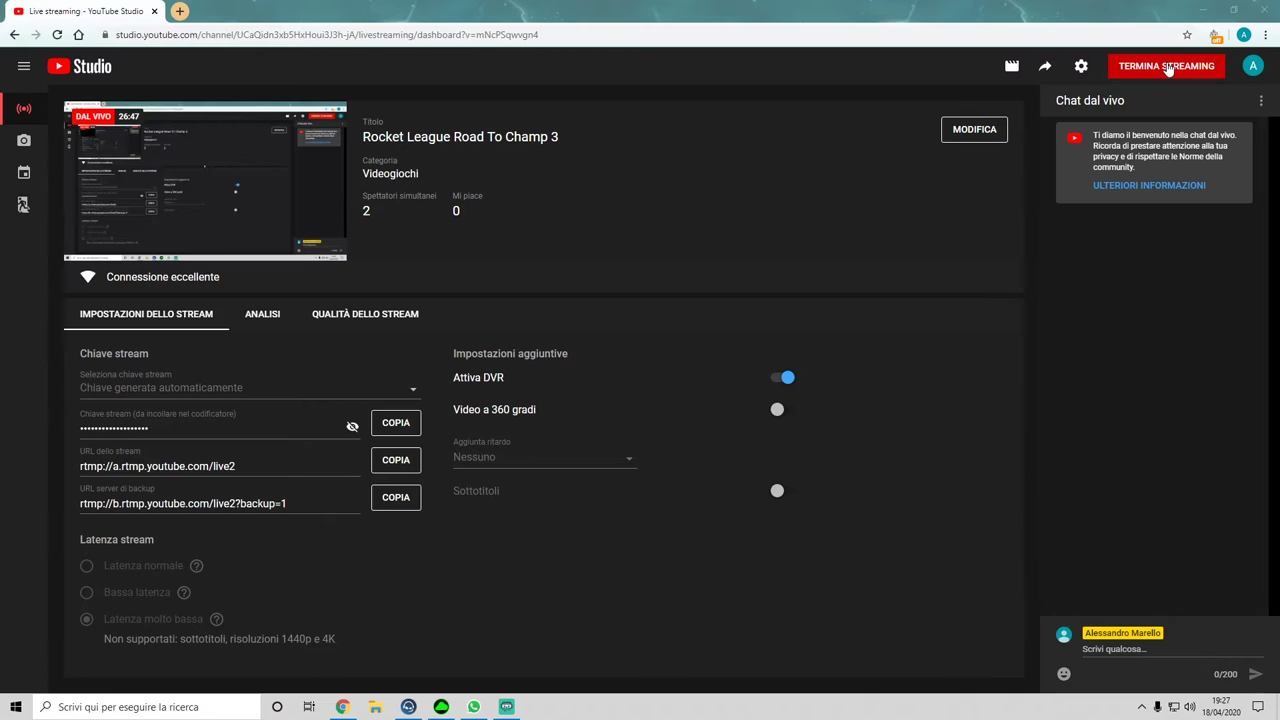 Live streaming - YouTube Studio
studio.youtube.com/channel/UCaQidn3xb5HxHoui3J3h-jA/livestreaming/dashboard?v=mNcPSqwvgn4
A
off
Studio
TERMINA STREAMING
A
DAL VIVO 26:47
Titolo
Rocket League Road To Champ 3
MODIFICA
Categoria
Videogiochi
Spettatori simultanei
Mi piace
2
0
Connessione eccellente
Chat dal vivo
Ti diamo il benvenuto nella chat dal vivo.
Ricorda di prestare attenzione alla tua
privacy e di rispettare le Norme della
community.
ULTERIORI INFORMAZIONI
IMPOSTAZIONI DELLO STREAM
ANALISI
QUALITÀ DELLO STREAM
Chiave stream
Seleziona chiave stream
Chiave generata automaticamente
Chiave stream (da incollare nel codificatore)
••••••••••••••••••
COPIA
URL dello stream
rtmp://a.rtmp.youtube.com/live2
COPIA
URL server di backup
rtmp://b.rtmp.youtube.com/live2?backup=1
COPIA
Latenza stream
Latenza normale
Bassa latenza
Latenza molto bassa
Non supportati: sottotitoli, risoluzioni 1440p e 4K
Impostazioni aggiuntive
Attiva DVR
Video a 360 gradi
Aggiunta ritardo
Nessuno
Sottotitoli
Alessandro Marello
Scrivi qualcosa...
0/200
Scrivi qui per eseguire la ricerca
19:27
18/04/2020